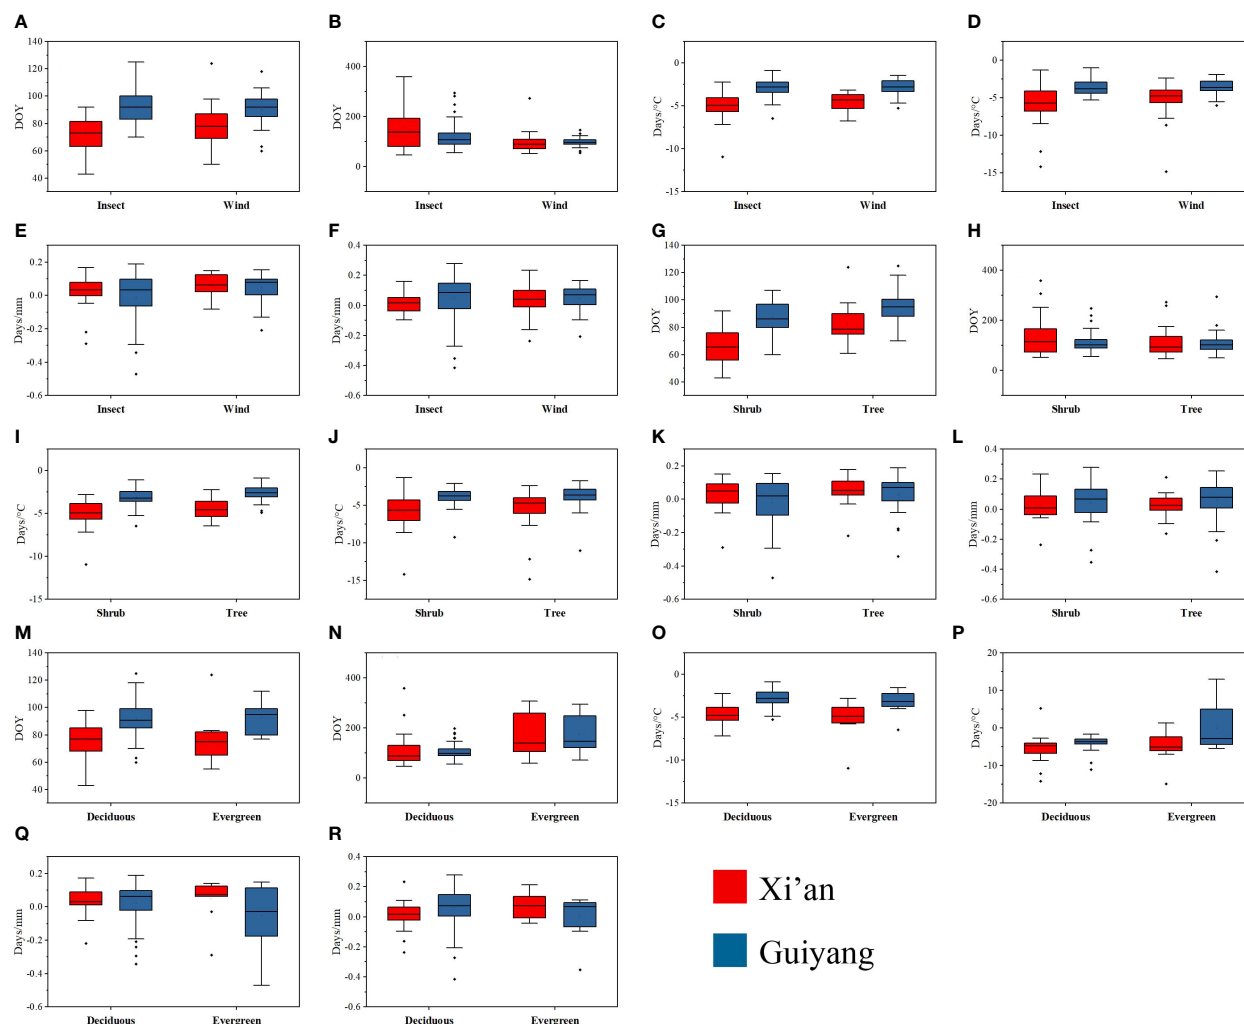 A B C D
140 120 100 80 60 40 DOY Insect Wind
400 200 0 DOY Insect Wind
0 -5 -10 -15 Days/°C Insect Wind
0 -5 -10 -15 Days/°C Insect Wind
E F G H
0.2 0.0 -0.2 -0.4 -0.6 Days/mm Insect Wind
0.4 0.2 0.0 -0.2 -0.4 -0.6 Days/mm Insect Wind
140 120 100 80 60 40 DOY Shrub Tree
400 200 0 DOY Shrub Tree
I J K L
0 -5 -10 -15 Days/°C Shrub Tree
0 -5 -10 -15 Days/°C Shrub Tree
0.2 0.0 -0.2 -0.4 -0.6 Days/mm Shrub Tree
0.4 0.2 0.0 -0.2 -0.4 -0.6 Days/mm Shrub Tree
M N O P
140 120 100 80 60 40 DOY Deciduous Evergreen
400 200 0 DOY Deciduous Evergreen
0 -5 -10 -15 Days/°C Deciduous Evergreen
20 10 0 -10 -20 Days/°C Deciduous Evergreen
Q R
0.2 0.0 -0.2 -0.4 -0.6 Days/mm Deciduous Evergreen
0.4 0.2 0.0 -0.2 -0.4 -0.6 Days/mm Deciduous Evergreen
Xi’an
Guiyang